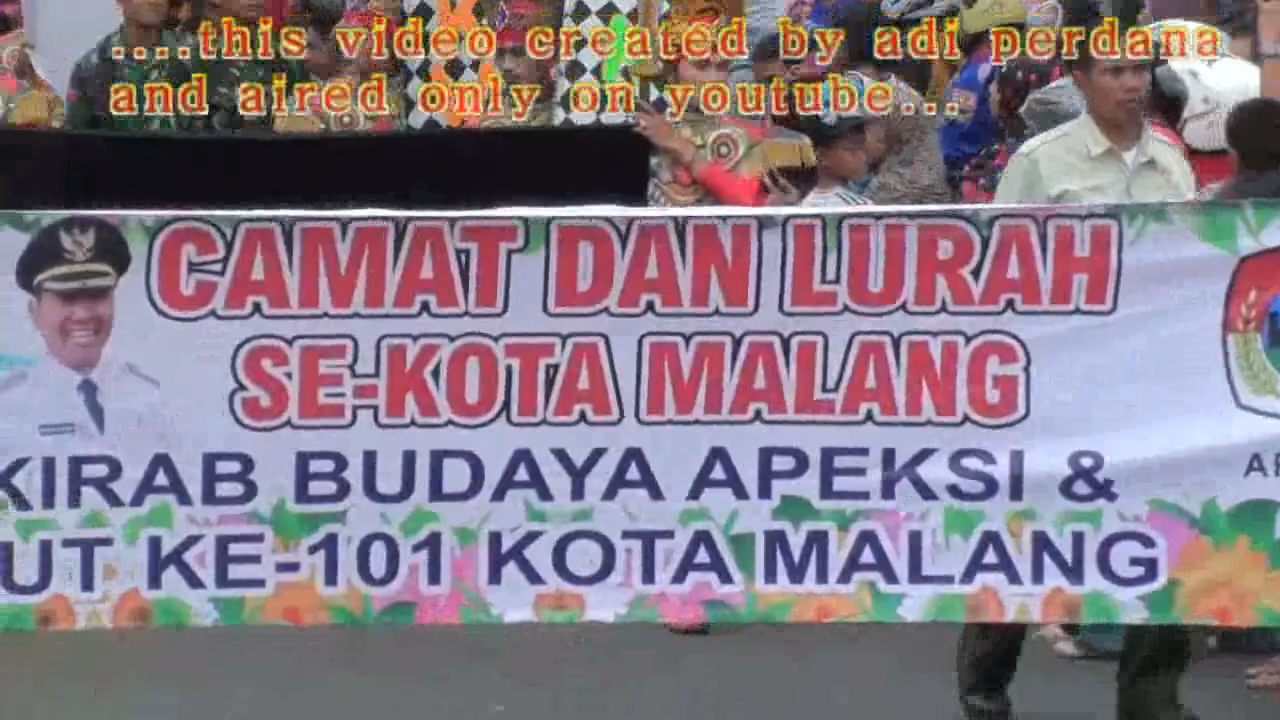 ....this video created by adi perdana
and aired only on youtube...
CAMAT DAN LURAH
SE-KOTA MALANG
KIRAB BUDAYA APEKSI &
UT KE-101 KOTA MALANG